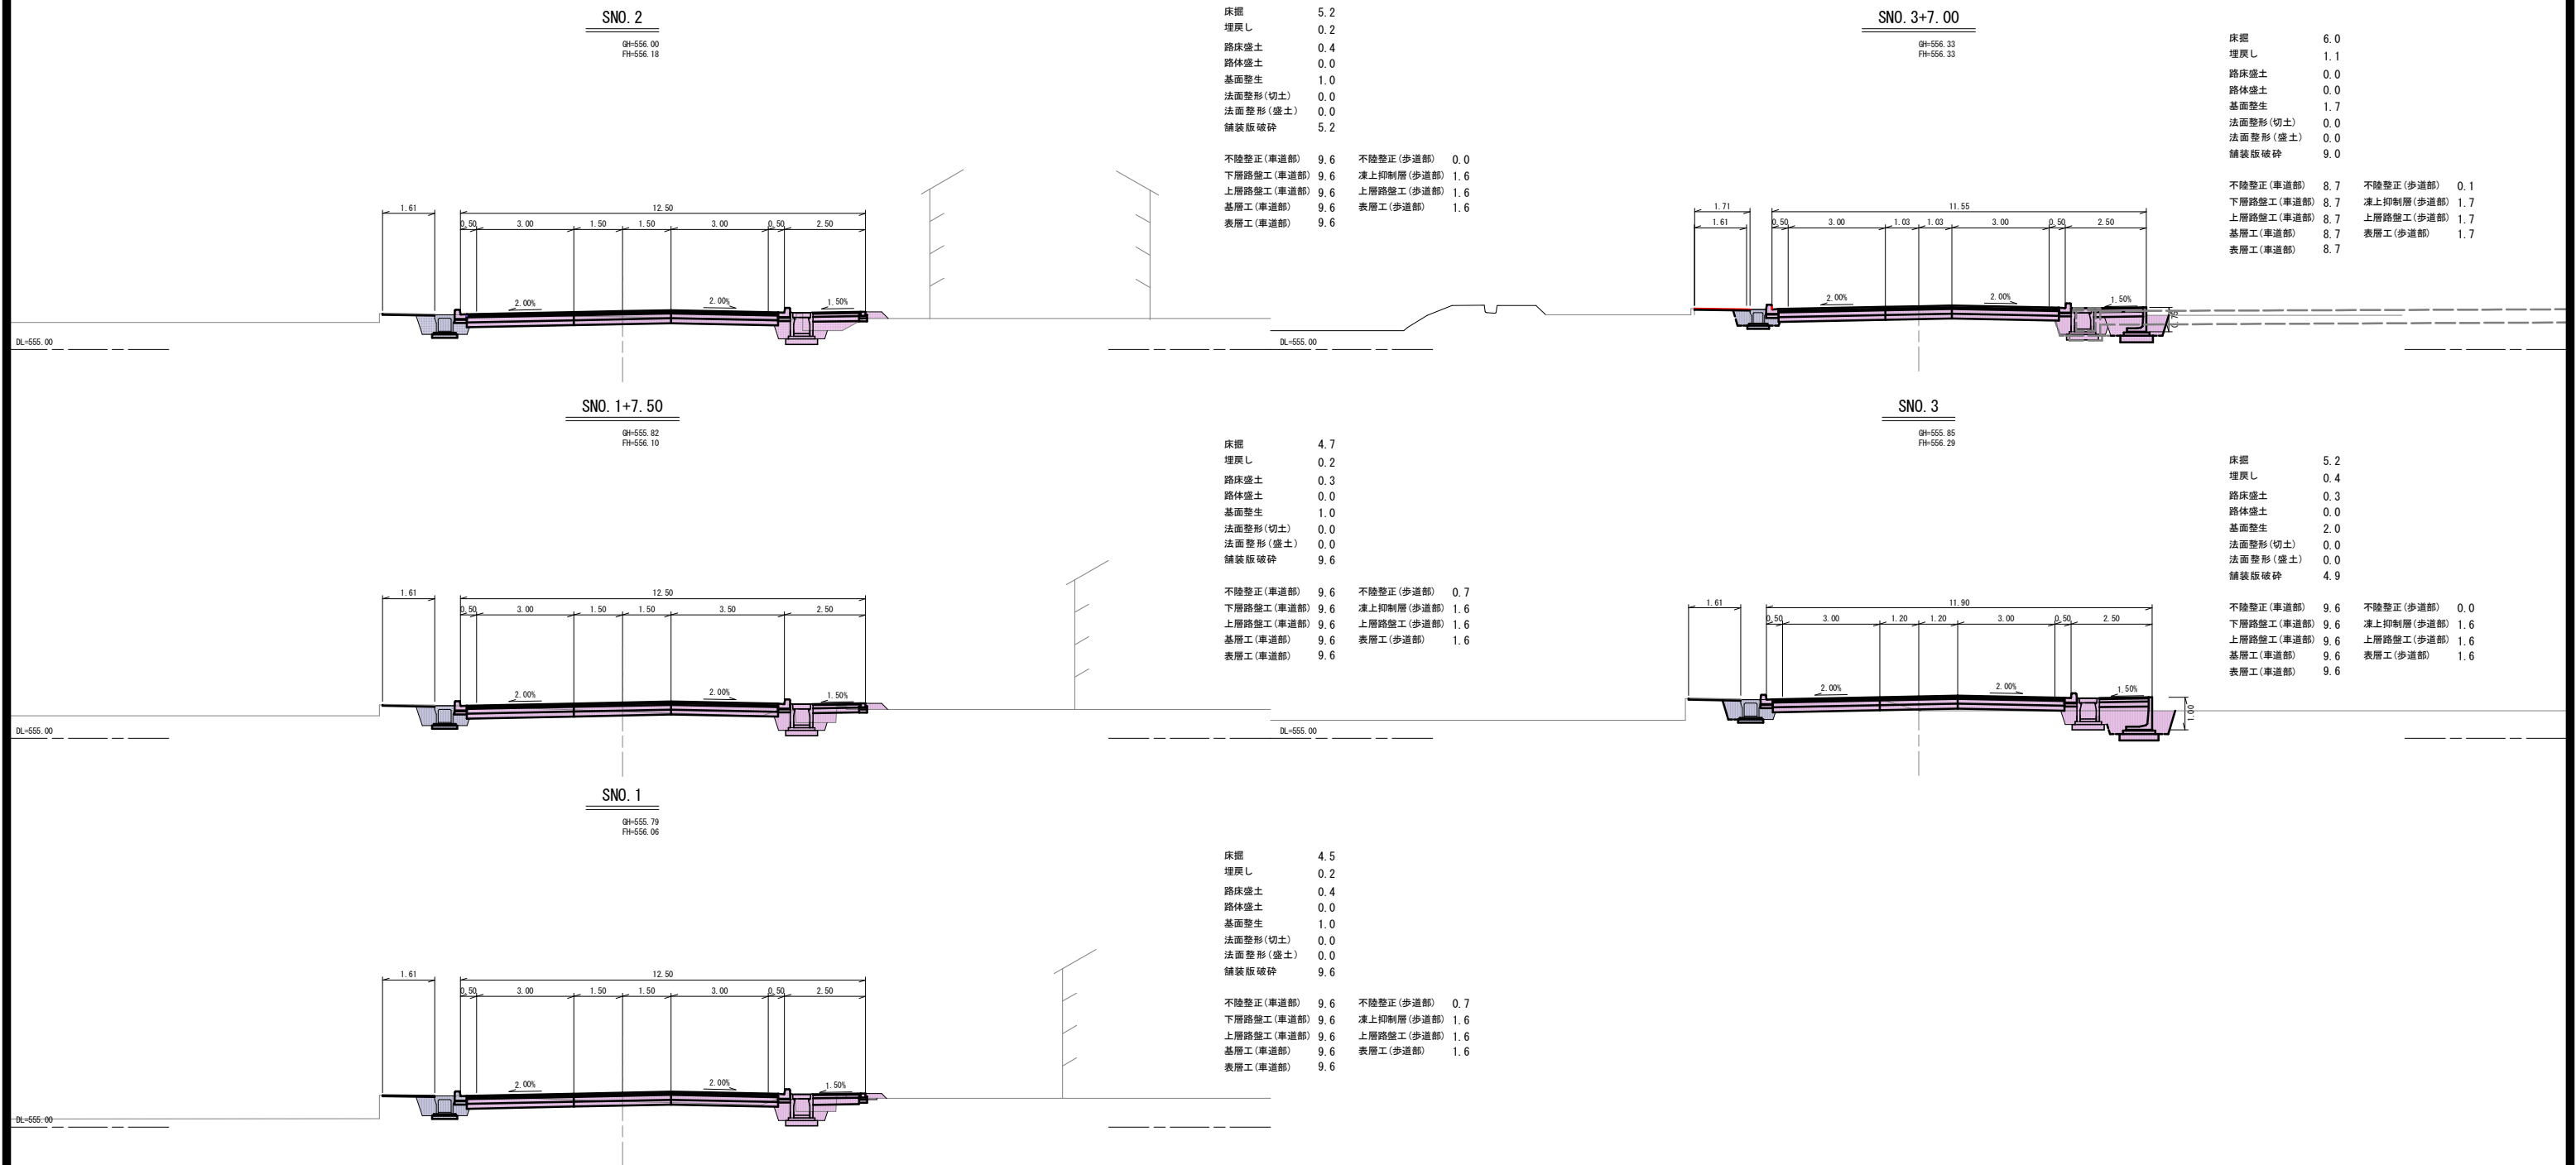 SNO. 2
GH=556.00
FH=556.18
1.61
12.50
0.50 3.00 1.50 1.50 3.00 0.50 2.50
2.00% 2.00% 1.50%
DL=555.00
床掘 5.2
埋戻し 0.2
路床盛土 0.4
路体盛土 0.0
基面整生 1.0
法面整形(切土) 0.0
法面整形(盛土) 0.0
舗装版破砕 5.2
不陸整正(車道部) 9.6 不陸整正(歩道部) 0.0
下層路盤工(車道部) 9.6 凍上抑制層(歩道部) 1.6
上層路盤工(車道部) 9.6 上層路盤工(歩道部) 1.6
基層工(車道部) 9.6 表層工(歩道部) 1.6
表層工(車道部) 9.6
SNO. 3+7.00
GH=556.33
FH=556.33
1.71 11.55
1.61 0.50 3.00 1.03 1.03 3.00 0.50 2.50
2.00% 2.00% 1.50%
0.75
DL=555.00
床掘 6.0
埋戻し 1.1
路床盛土 0.0
路体盛土 0.0
基面整生 1.7
法面整形(切土) 0.0
法面整形(盛土) 0.0
舗装版破砕 9.0
不陸整正(車道部) 8.7 不陸整正(歩道部) 0.1
下層路盤工(車道部) 8.7 凍上抑制層(歩道部) 1.7
上層路盤工(車道部) 8.7 上層路盤工(歩道部) 1.7
基層工(車道部) 8.7 表層工(歩道部) 1.7
表層工(車道部) 8.7
SNO. 1+7.50
GH=555.82
FH=556.10
1.61 12.50
0.50 3.00 1.50 1.50 3.50 2.50
2.00% 2.00% 1.50%
DL=555.00
床掘 4.7
埋戻し 0.2
路床盛土 0.3
路体盛土 0.0
基面整生 1.0
法面整形(切土) 0.0
法面整形(盛土) 0.0
舗装版破砕 9.6
不陸整正(車道部) 9.6 不陸整正(歩道部) 0.7
下層路盤工(車道部) 9.6 凍上抑制層(歩道部) 1.6
上層路盤工(車道部) 9.6 上層路盤工(歩道部) 1.6
基層工(車道部) 9.6 表層工(歩道部) 1.6
表層工(車道部) 9.6
SNO. 3
GH=555.85
FH=556.29
1.61 11.90
0.50 3.00 1.20 1.20 3.00 0.50 2.50
2.00% 2.00% 1.50%
1.00
DL=555.00
床掘 5.2
埋戻し 0.4
路床盛土 0.3
路体盛土 0.0
基面整生 2.0
法面整形(切土) 0.0
法面整形(盛土) 0.0
舗装版破砕 4.9
不陸整正(車道部) 9.6 不陸整正(歩道部) 0.0
下層路盤工(車道部) 9.6 凍上抑制層(歩道部) 1.6
上層路盤工(車道部) 9.6 上層路盤工(歩道部) 1.6
基層工(車道部) 9.6 表層工(歩道部) 1.6
表層工(車道部) 9.6
SNO. 1
GH=555.79
FH=556.06
1.61 12.50
0.50 3.00 1.50 1.50 3.00 0.50 2.50
2.00% 2.00% 1.50%
DL=555.00
床掘 4.5
埋戻し 0.2
路床盛土 0.4
路体盛土 0.0
基面整生 1.0
法面整形(切土) 0.0
法面整形(盛土) 0.0
舗装版破砕 9.6
不陸整正(車道部) 9.6 不陸整正(歩道部) 0.7
下層路盤工(車道部) 9.6 凍上抑制層(歩道部) 1.6
上層路盤工(車道部) 9.6 上層路盤工(歩道部) 1.6
基層工(車道部) 9.6 表層工(歩道部) 1.6
表層工(車道部) 9.6